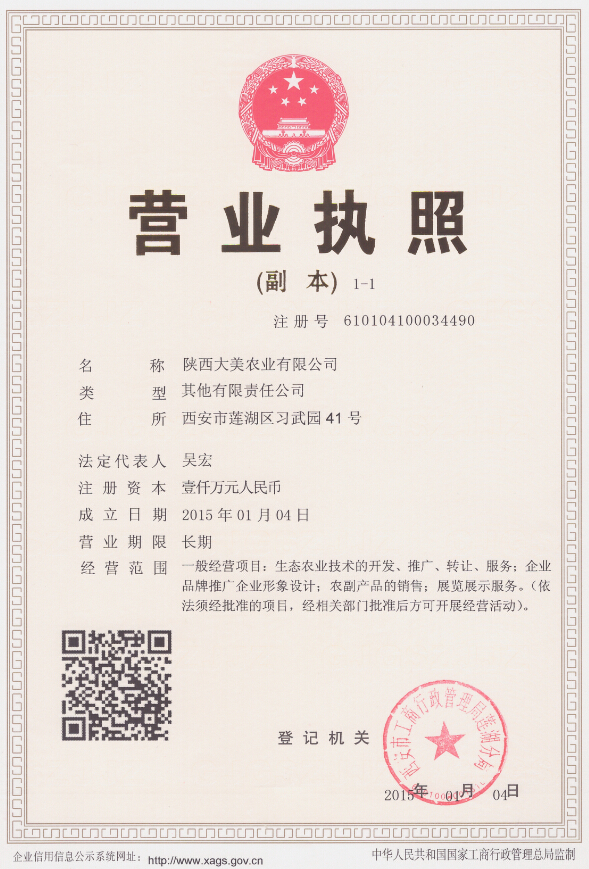 营业执照
(副 本) 1-1
注册号 610104100034490
名 称 陕西大美农业有限公司
类 型 其他有限责任公司
住 所 西安市莲湖区习武园41号
法定代表人 吴宏
注册资本 壹仟万元人民币
成立日期 2015年01月04日
营业期限 长期
经营范围 一般经营项目：生态农业技术的开发、推广、转让、服务；企业
品牌推广企业形象设计；农副产品的销售；展览展示服务。（依
法须经批准的项目，经相关部门批准后方可开展经营活动）。
西安市工商行政管理局莲湖分局
登记机关
2015年 01月 04日
企业信用信息公示系统网址： http://www.xags.gov.cn
中华人民共和国国家工商行政管理总局监制